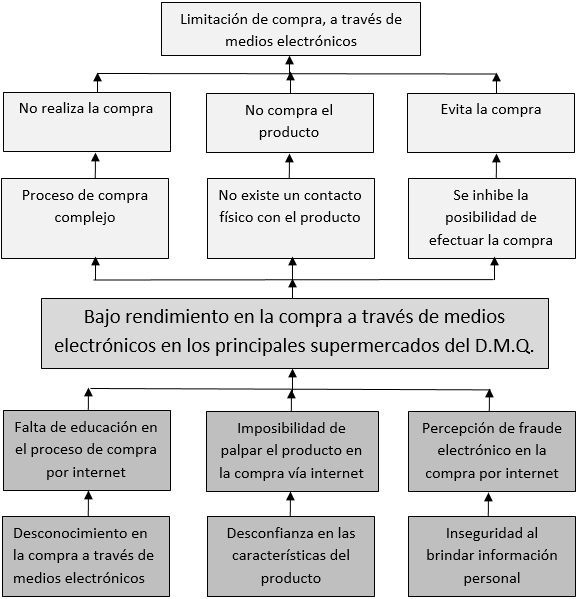 Limitación de compra, a través de
medios electrónicos
No realiza la compra
No compra el
producto
Evita la compra
Proceso de compra
complejo
No existe un contacto
físico con el producto
Se inhibe la
posibilidad de
efectuar la compra
Bajo rendimiento en la compra a través de medios
electrónicos en los principales supermercados del D.M.Q.
Falta de educación en
el proceso de compra
por internet
Imposibilidad de
palpar el producto en
la compra vía internet
Percepción de fraude
electrónico en la
compra por internet
Desconocimiento en
la compra a través de
medios electrónicos
Desconfianza en las
características del
producto
Inseguridad al
brindar información
personal